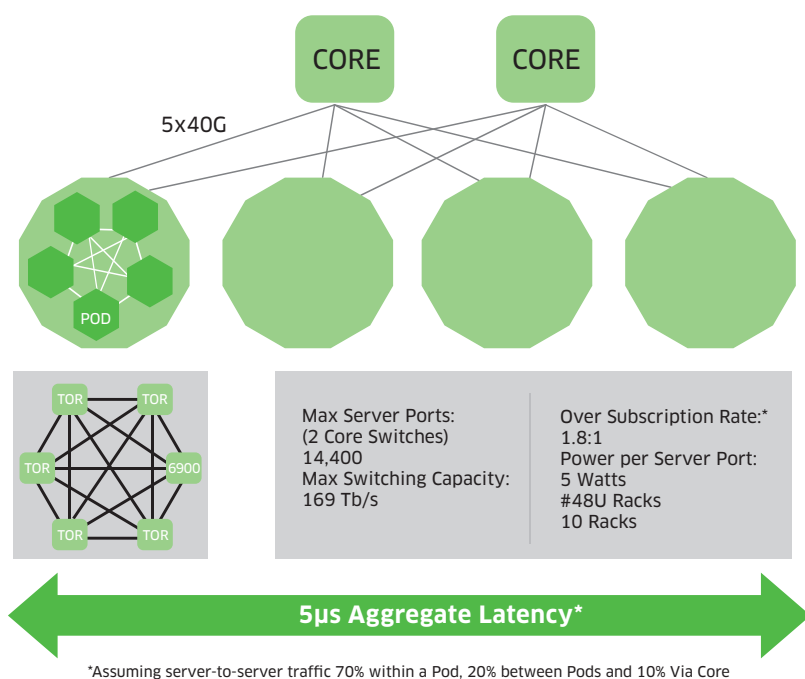 CORE
CORE
5x40G
POD
TOR
TOR
TOR
6900
TOR
TOR
Max Server Ports:
(2 Core Switches)
14,400
Max Switching Capacity:
169 Tb/s
Over Subscription Rate:*
1.8:1
Power per Server Port:
5 Watts
#48U Racks
10 Racks
5µs Aggregate Latency*
*Assuming server-to-server traffic 70% within a Pod, 20% between Pods and 10% Via Core